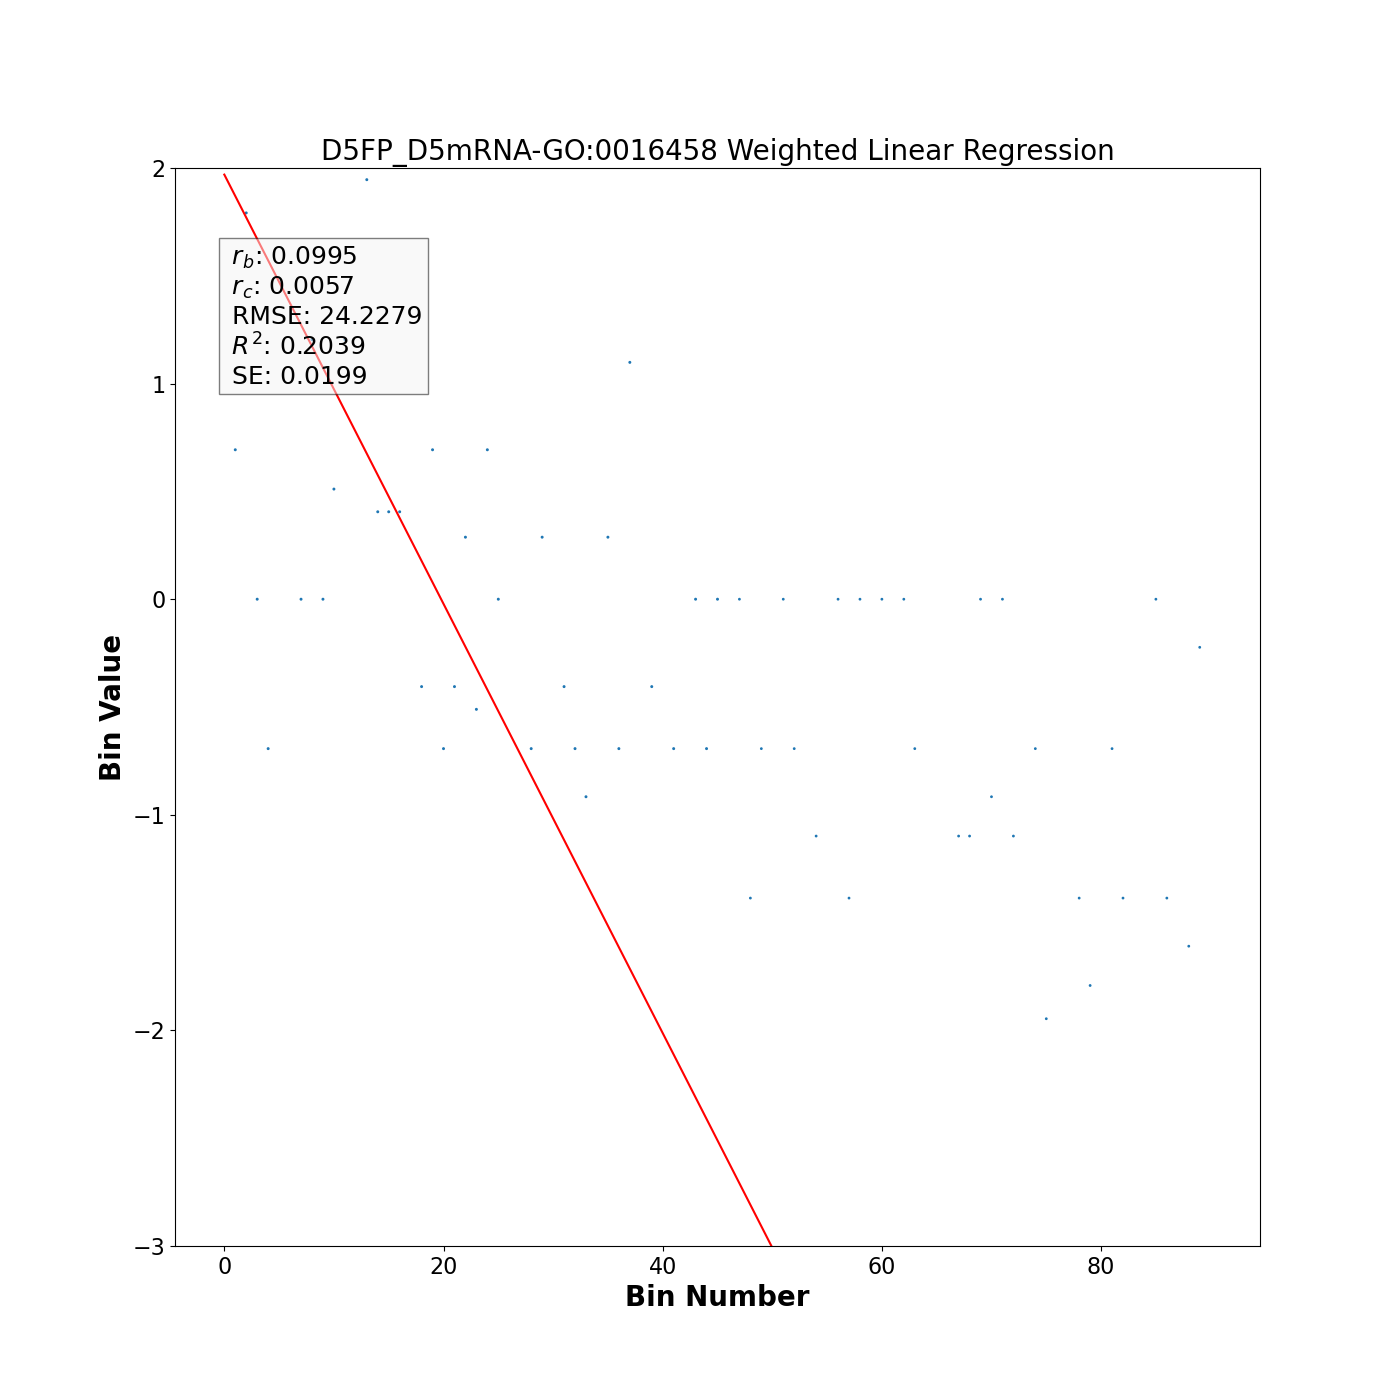 D5FP_D5mRNA-GO:0016458 Weighted Linear Regression
2
r_b: 0.0995
r_c: 0.0057
RMSE: 24.2279
R²: 0.2039
SE: 0.0199
1
0
−1
−2
−3
Bin Value
0 20 40 60 80
Bin Number